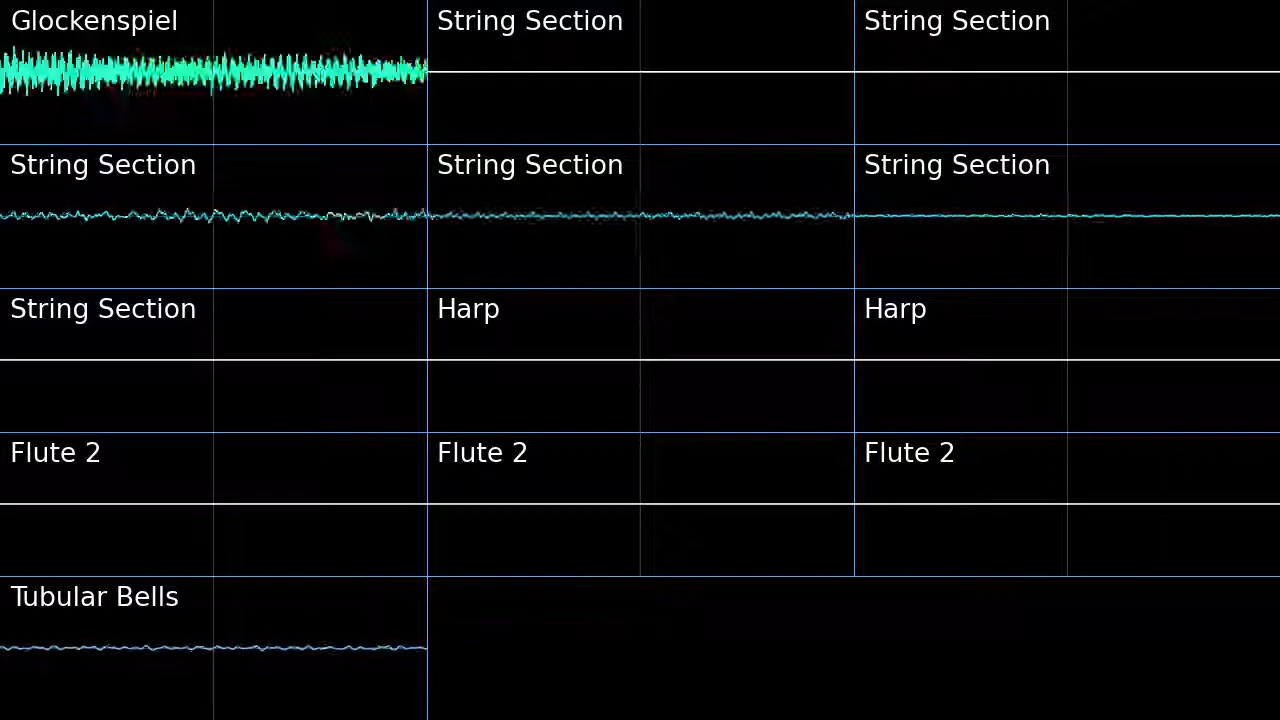 Glockenspiel
String Section
String Section
String Section
String Section
String Section
String Section
Harp
Harp
Flute 2
Flute 2
Flute 2
Tubular Bells